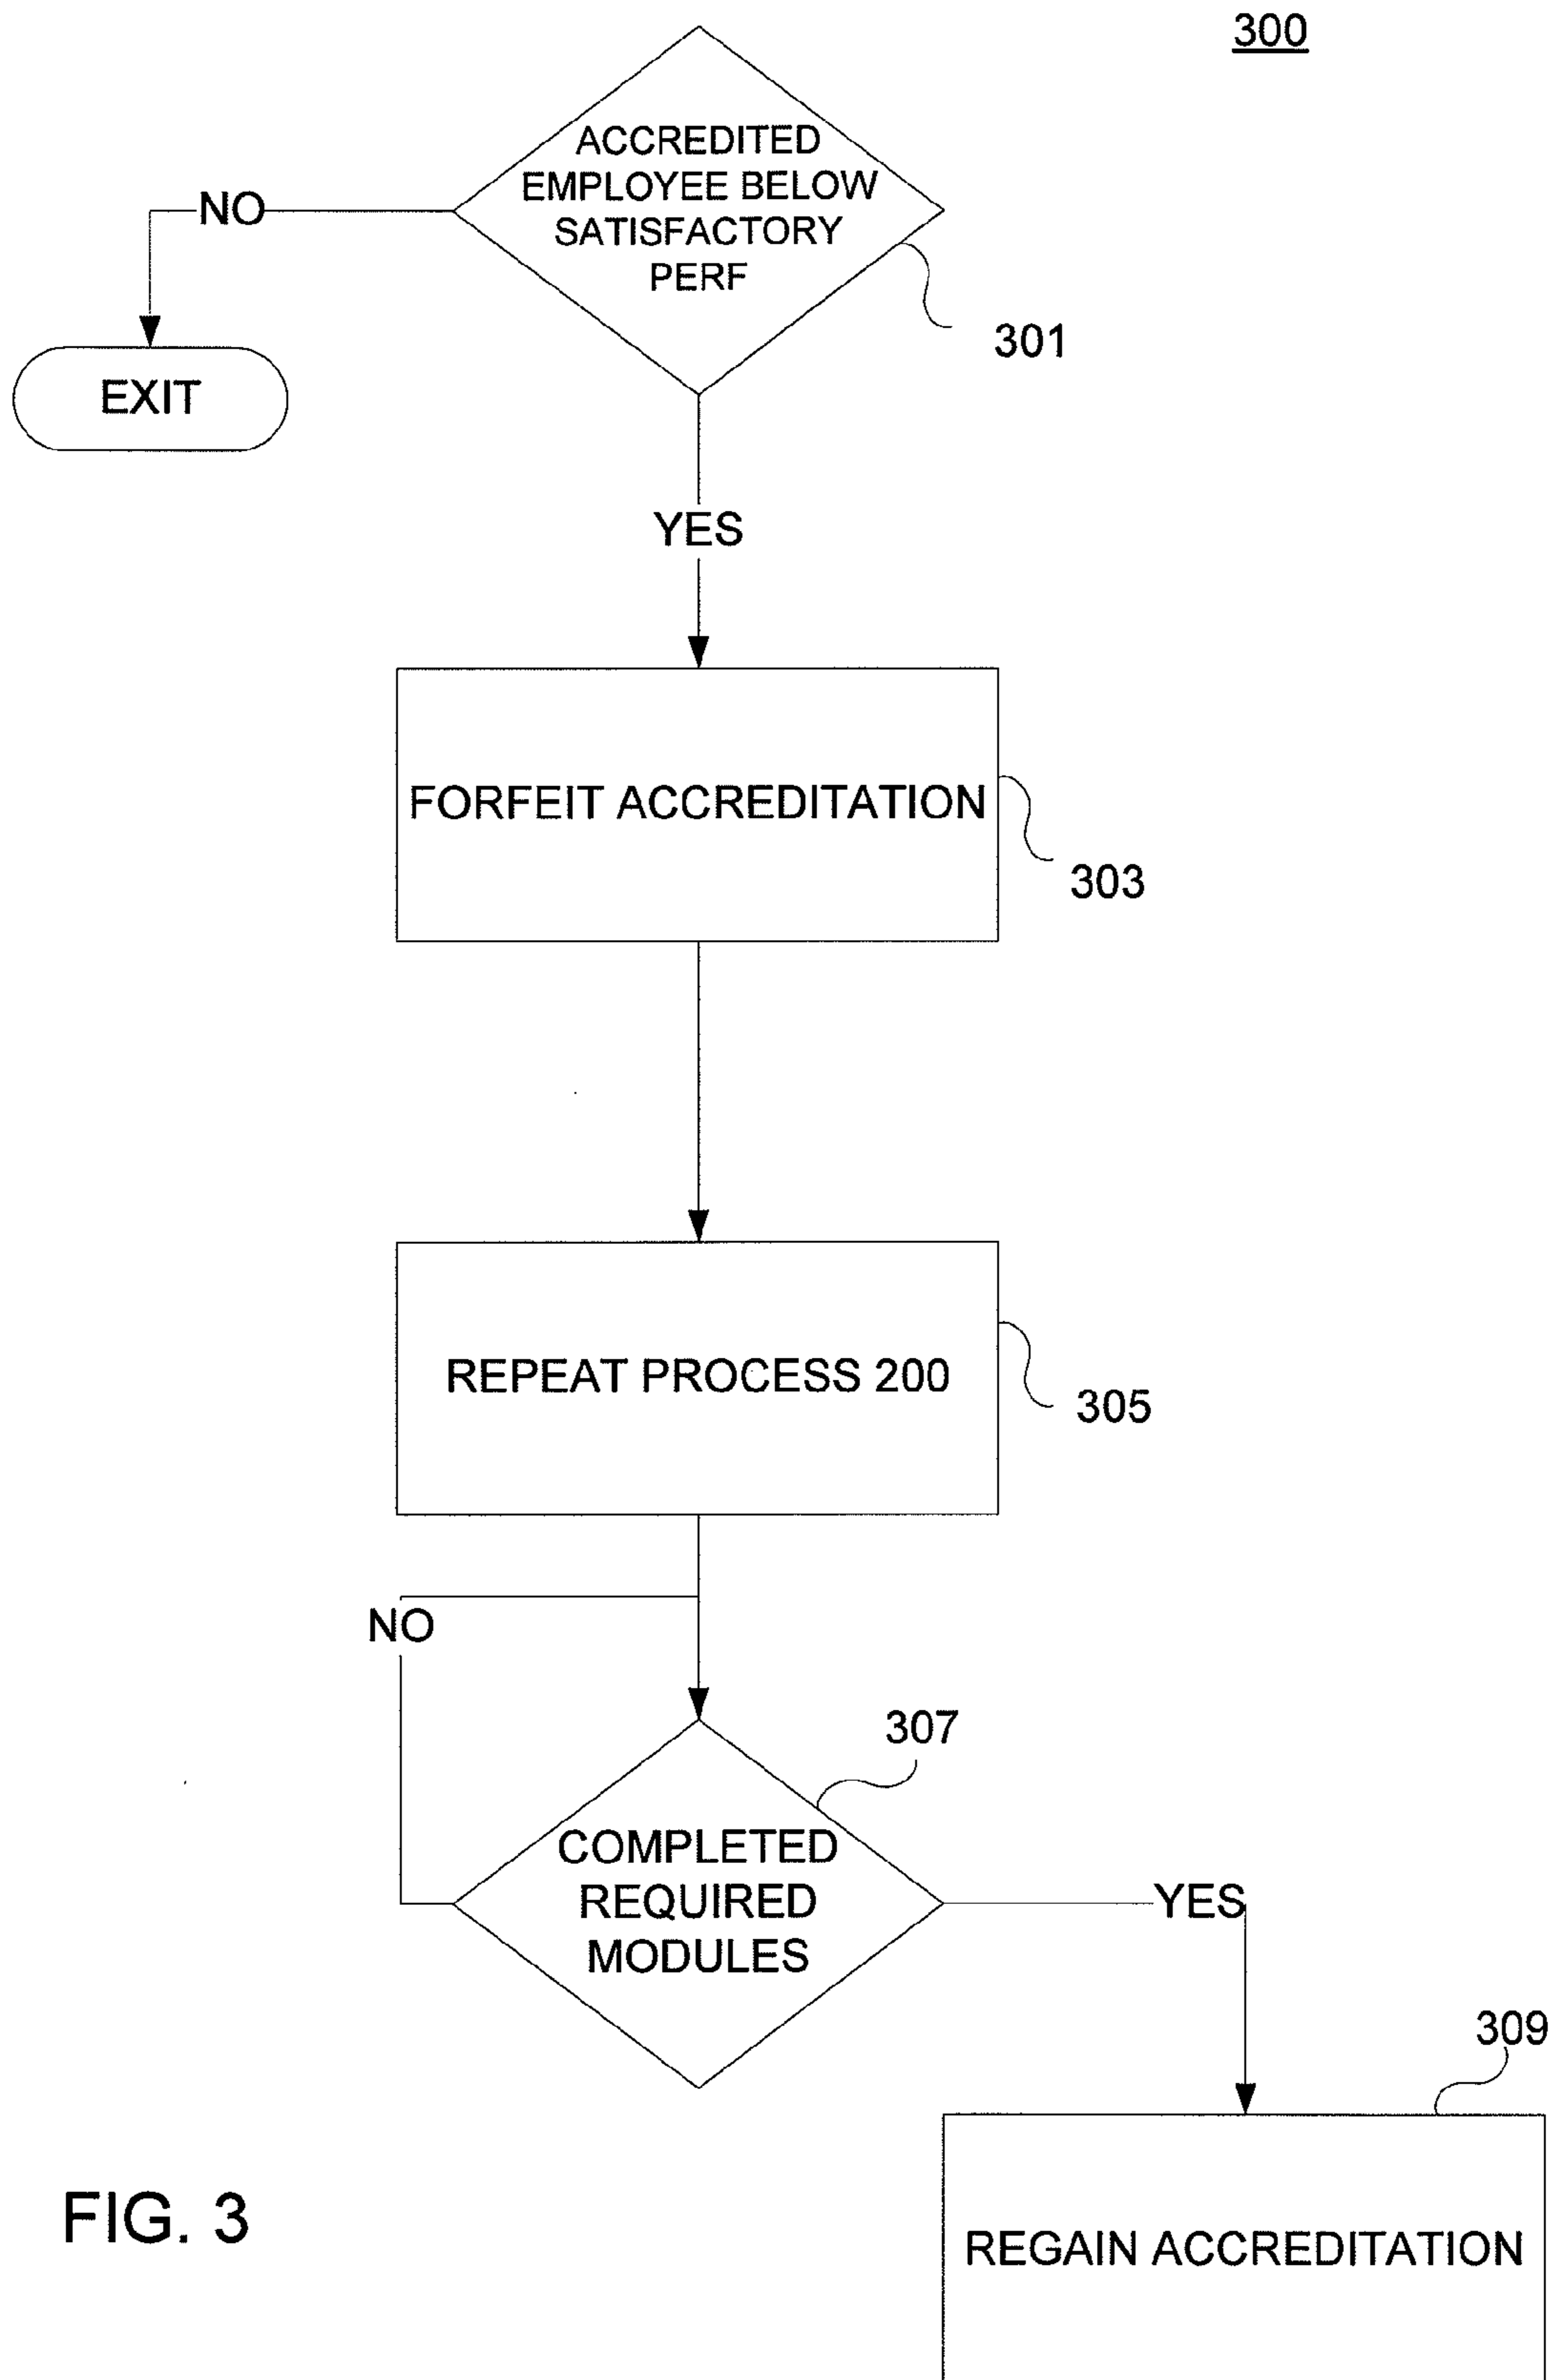 300
ACCREDITED
EMPLOYEE BELOW
SATISFACTORY
PERF
NO
301
EXIT
YES
FORFEIT ACCREDITATION
303
REPEAT PROCESS 200
305
NO
307
COMPLETED
REQUIRED
MODULES
YES
309
REGAIN ACCREDITATION
FIG. 3